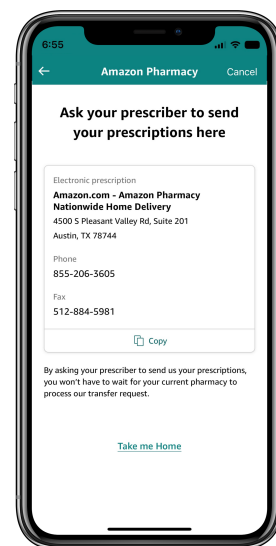 6:55
Amazon Pharmacy Cancel
Ask your prescriber to send
your prescriptions here
Electronic prescription
Amazon.com - Amazon Pharmacy
Nationwide Home Delivery
4500 S Pleasant Valley Rd, Suite 201
Austin, TX 78744
Phone
855-206-3605
Fax
512-884-5981
Copy
By asking your prescriber to send us your prescriptions,
you won't have to wait for your current pharmacy to
process our transfer request.
Take me Home